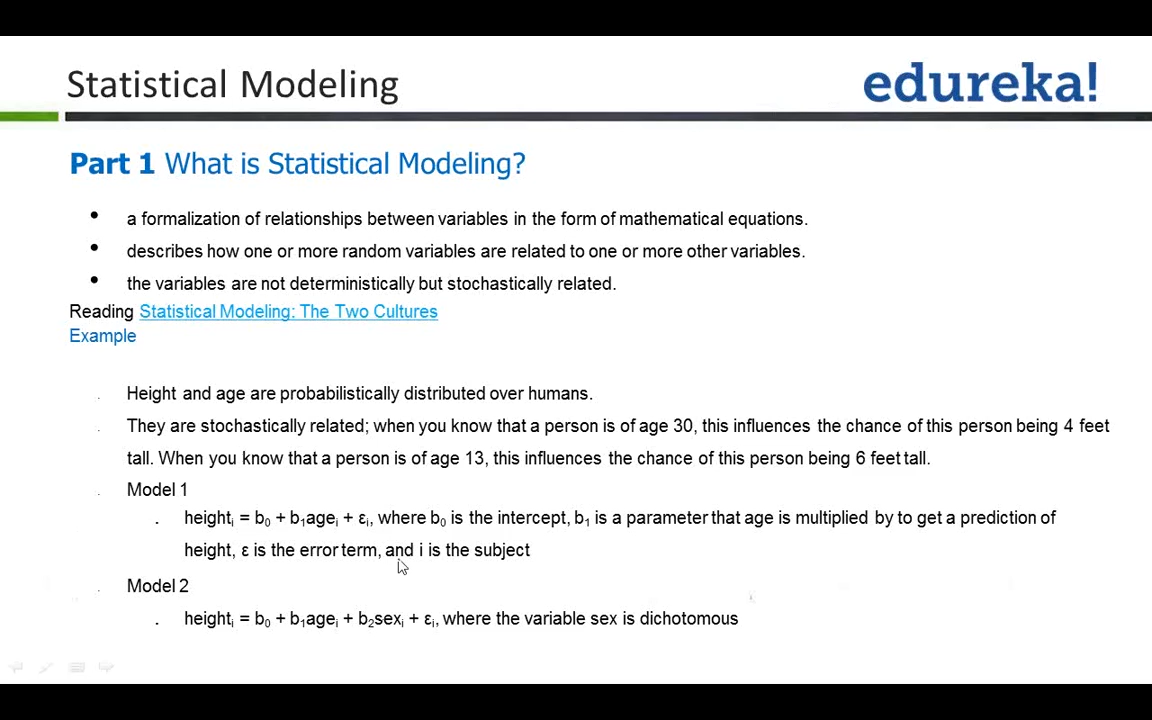 Statistical Modeling
edureka!
Part 1 What is Statistical Modeling?
• a formalization of relationships between variables in the form of mathematical equations.
• describes how one or more random variables are related to one or more other variables.
• the variables are not deterministically but stochastically related.
Reading Statistical Modeling: The Two Cultures
Example
. Height and age are probabilistically distributed over humans.
. They are stochastically related; when you know that a person is of age 30, this influences the chance of this person being 4 feet
tall. When you know that a person is of age 13, this influences the chance of this person being 6 feet tall.
. Model 1
. heightᵢ = b₀ + b₁ageᵢ + εᵢ, where b₀ is the intercept, b₁ is a parameter that age is multiplied by to get a prediction of
height, ε is the error term, and i is the subject
. Model 2
. heightᵢ = b₀ + b₁ageᵢ + b₂sexᵢ + εᵢ, where the variable sex is dichotomous